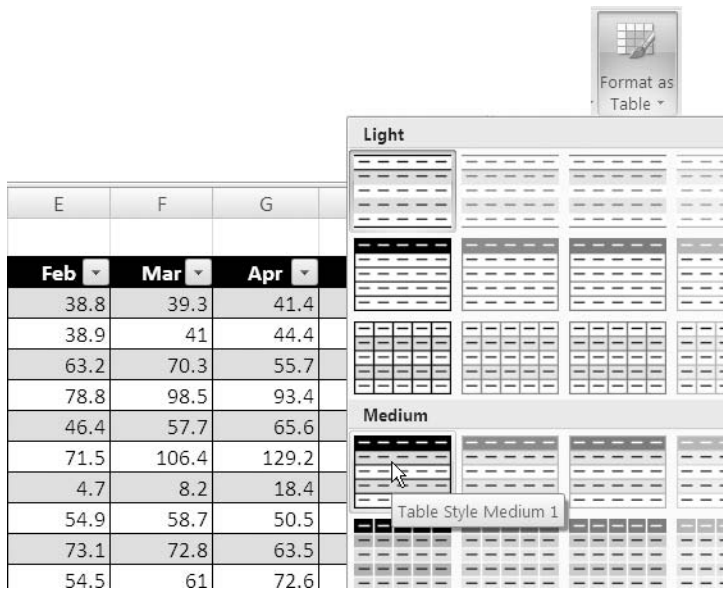 Format as
Table
Light
E F G
Feb Mar Apr
38.8 39.3 41.4
38.9 41 44.4
63.2 70.3 55.7
78.8 98.5 93.4
Medium
46.4 57.7 65.6
71.5 106.4 129.2
4.7 8.2 18.4
Table Style Medium 1
54.9 58.7 50.5
73.1 72.8 63.5
54.5 61 72.6